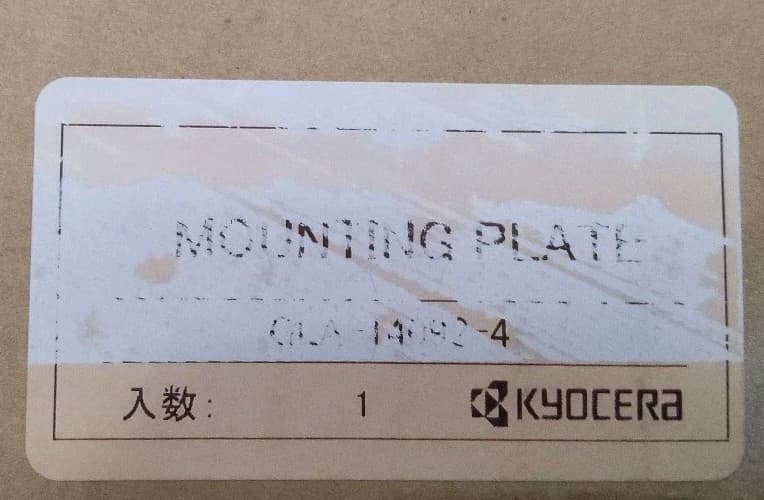 MOUNTING PLATE
入数: 1 KYOCERA